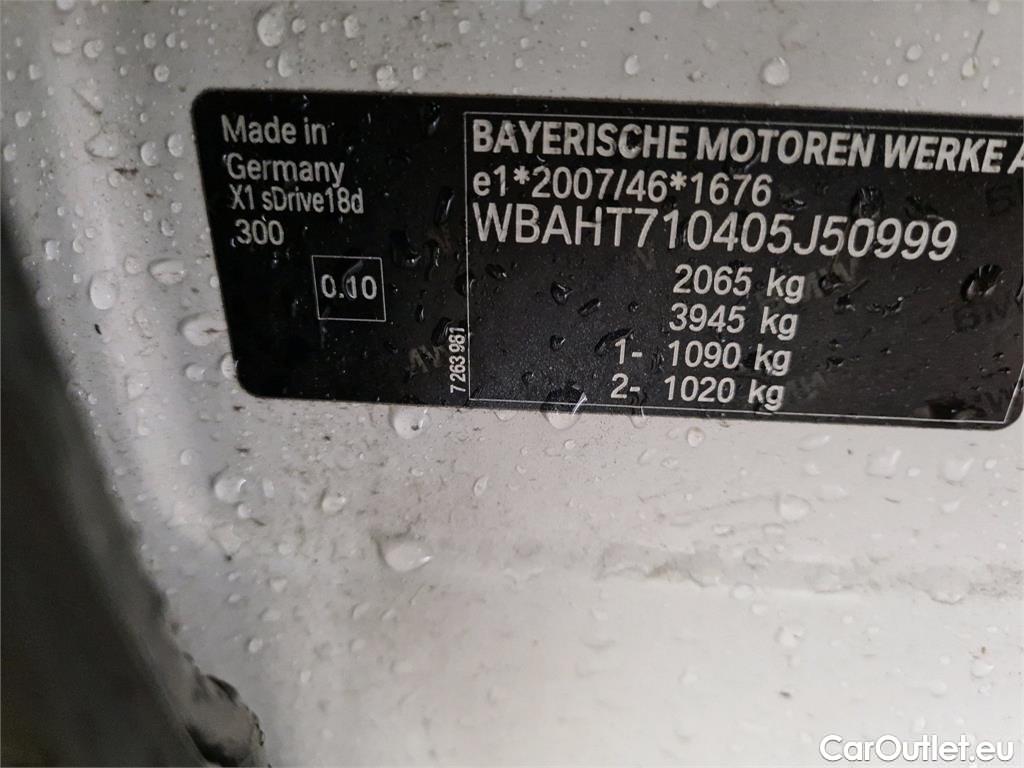 Made in
Germany
X1 sDrive18d
300
0.10
7 263 981
BAYERISCHE MOTOREN WERKE A
e1*2007/46*1676
WBAHT710405J50999
2065 kg
3945 kg
1- 1090 kg
2- 1020 kg
CarOutlet.eu